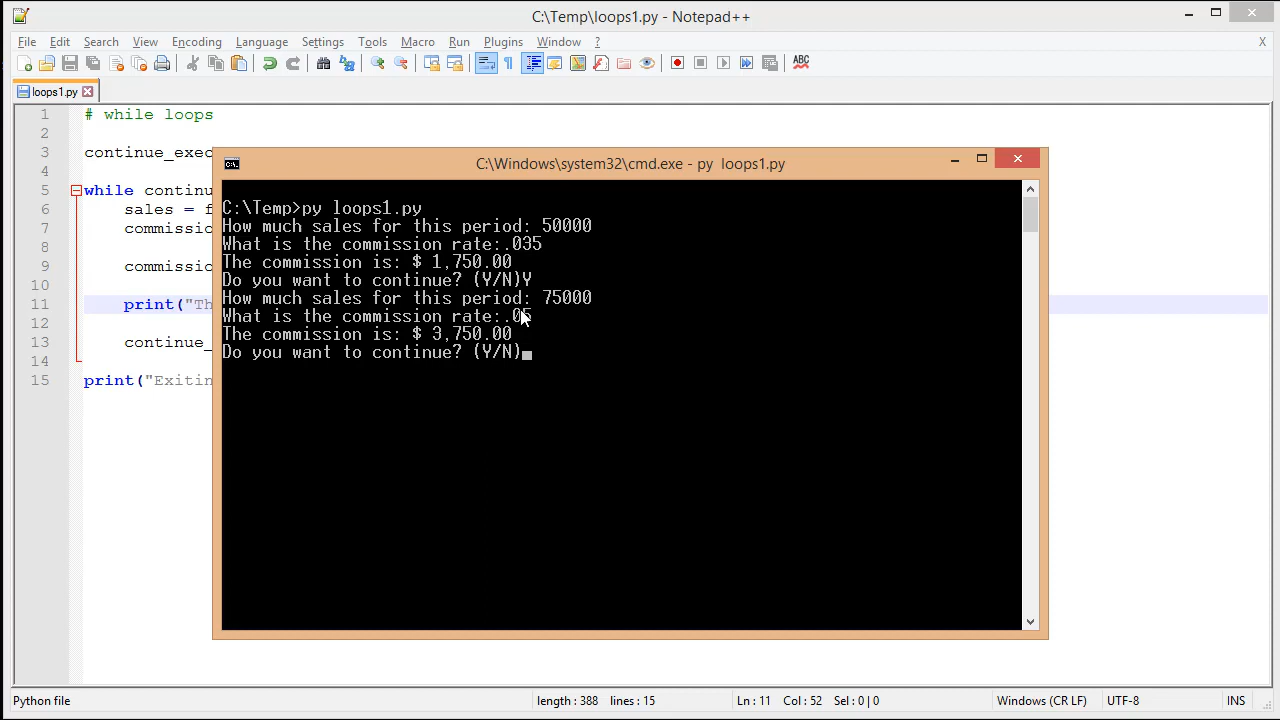 C:\Temp\loops1.py - Notepad++
File Edit Search View Encoding Language Settings Tools Macro Run Plugins Window ? X
ABC
loops1.py
1 # while loops
2
3 continue_exec
4
5 while continu
6 sales = f
7 commissio
8
9 commissio
10
11 print("Th
12
13 continue_
14
15 print("Exitin
C:\Windows\system32\cmd.exe - py loops1.py
C:\Temp>py loops1.py
How much sales for this period: 50000
What is the commission rate:.035
The commission is: $ 1,750.00
Do you want to continue? (Y/N)Y
How much sales for this period: 75000
What is the commission rate:.05
The commission is: $ 3,750.00
Do you want to continue? (Y/N)
Python file length : 388 lines : 15 Ln : 11 Col : 52 Sel : 0 | 0 Windows (CR LF) UTF-8 INS